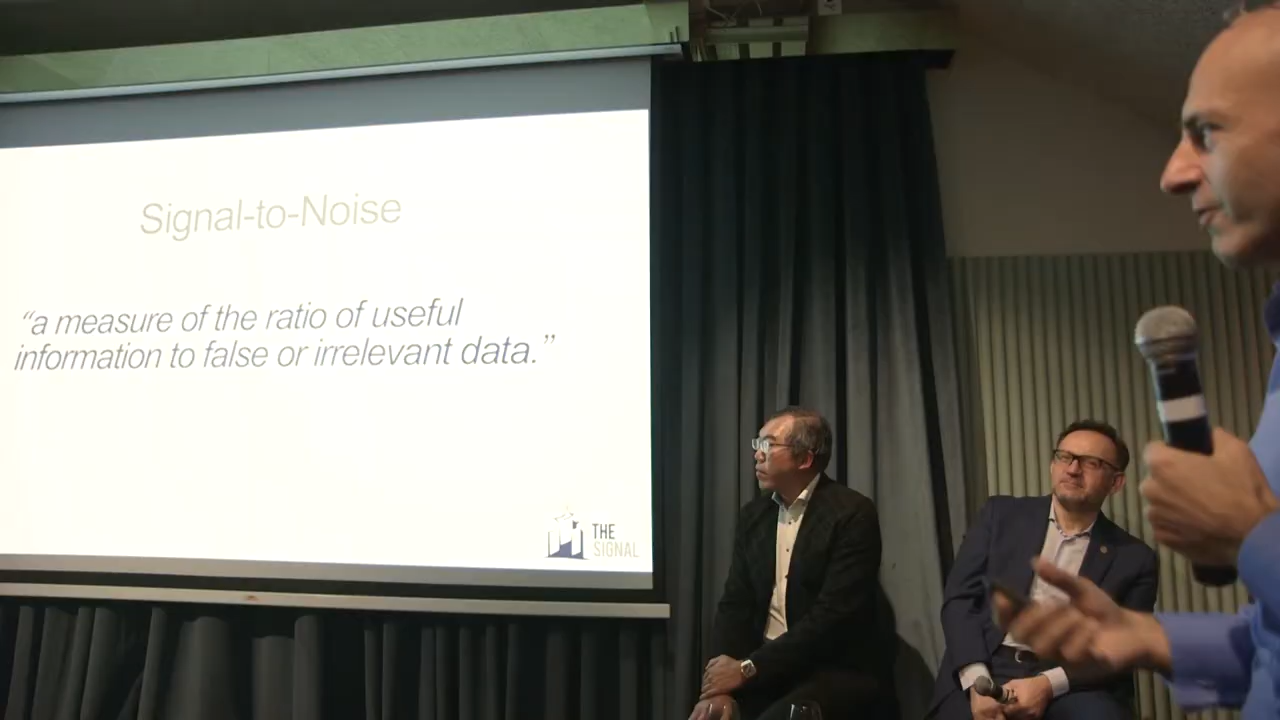 Signal-to-Noise
“a measure of the ratio of useful
information to false or irrelevant data.”
THE
SIGNAL